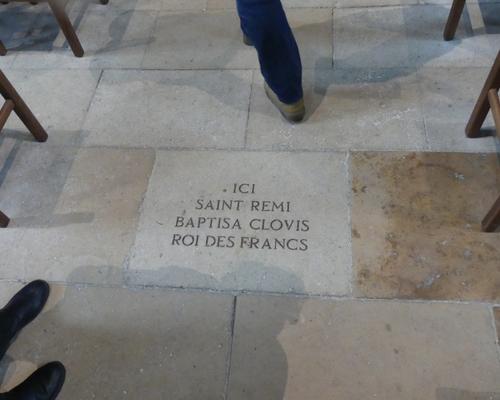 ICI
SAINT REMI
BAPTISA CLOVIS
ROI DES FRANCS